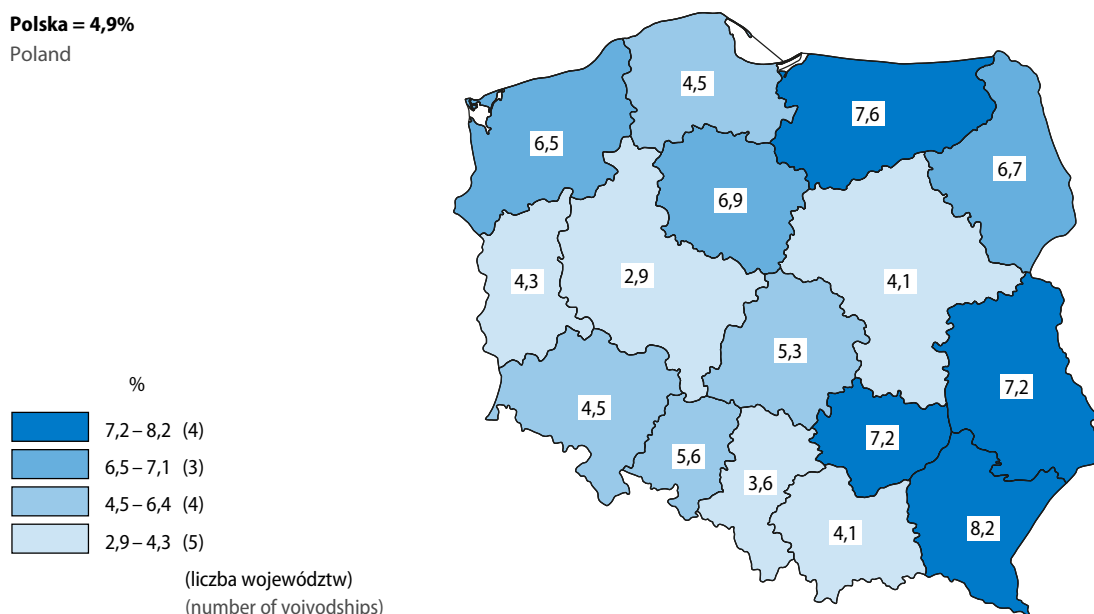 Polska = 4,9%
Poland
4,5
7,6
6,5
6,7
6,9
4,3
2,9
4,1
5,3
7,2
4,5
7,2
5,6
3,6
4,1
8,2
%
7,2 – 8,2 (4)
6,5 – 7,1 (3)
4,5 – 6,4 (4)
2,9 – 4,3 (5)
(liczba województw)
(number of voivodships)